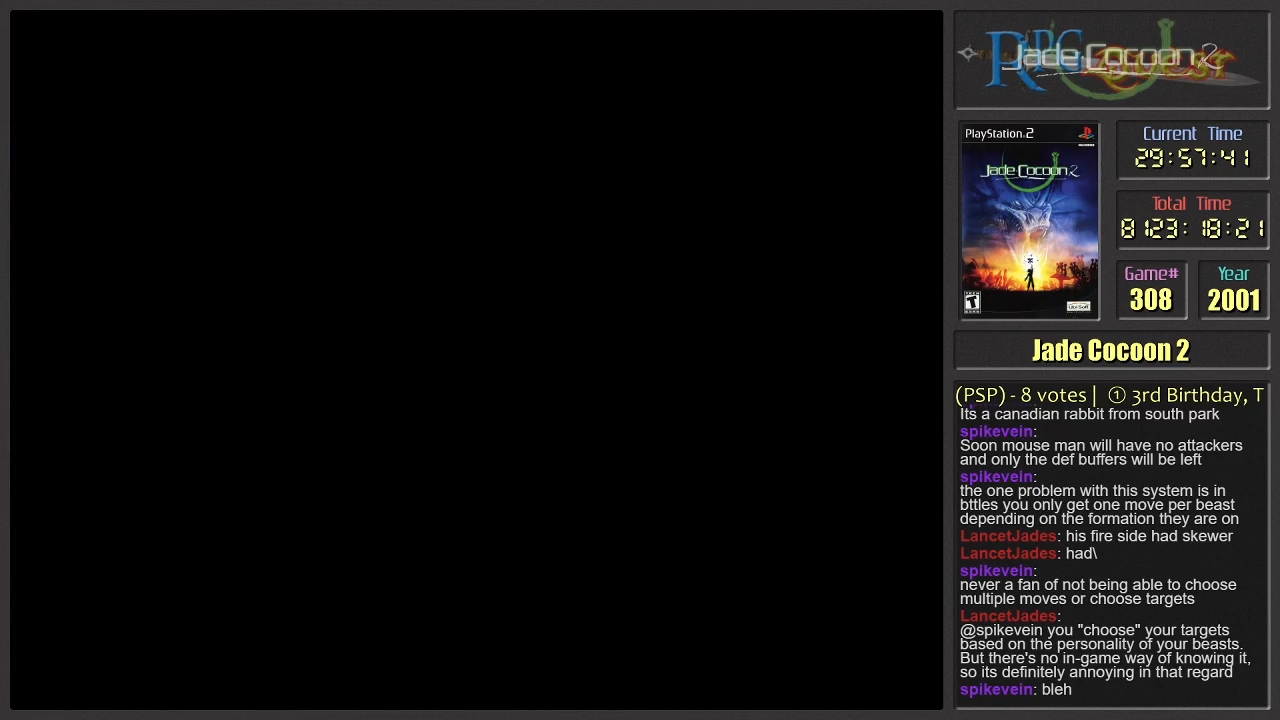 RPG Quest
Jade Cocoon 2
PlayStation.2
Jade Cocoon 2
TEEN
Ubi Soft
Current Time
29:57:41
Total Time
8123:18:21
Game#
308
Year
2001
Jade Cocoon 2
(PSP) - 8 votes | ① 3rd Birthday, T
Its a canadian rabbit from south park
spikevein:
Soon mouse man will have no attackers
and only the def buffers will be left
spikevein:
the one problem with this system is in
bttles you only get one move per beast
depending on the formation they are on
LancetJades: his fire side had skewer
LancetJades: had\
spikevein:
never a fan of not being able to choose
multiple moves or choose targets
LancetJades:
@spikevein you "choose" your targets
based on the personality of your beasts.
But there's no in-game way of knowing it,
so its definitely annoying in that regard
spikevein: bleh